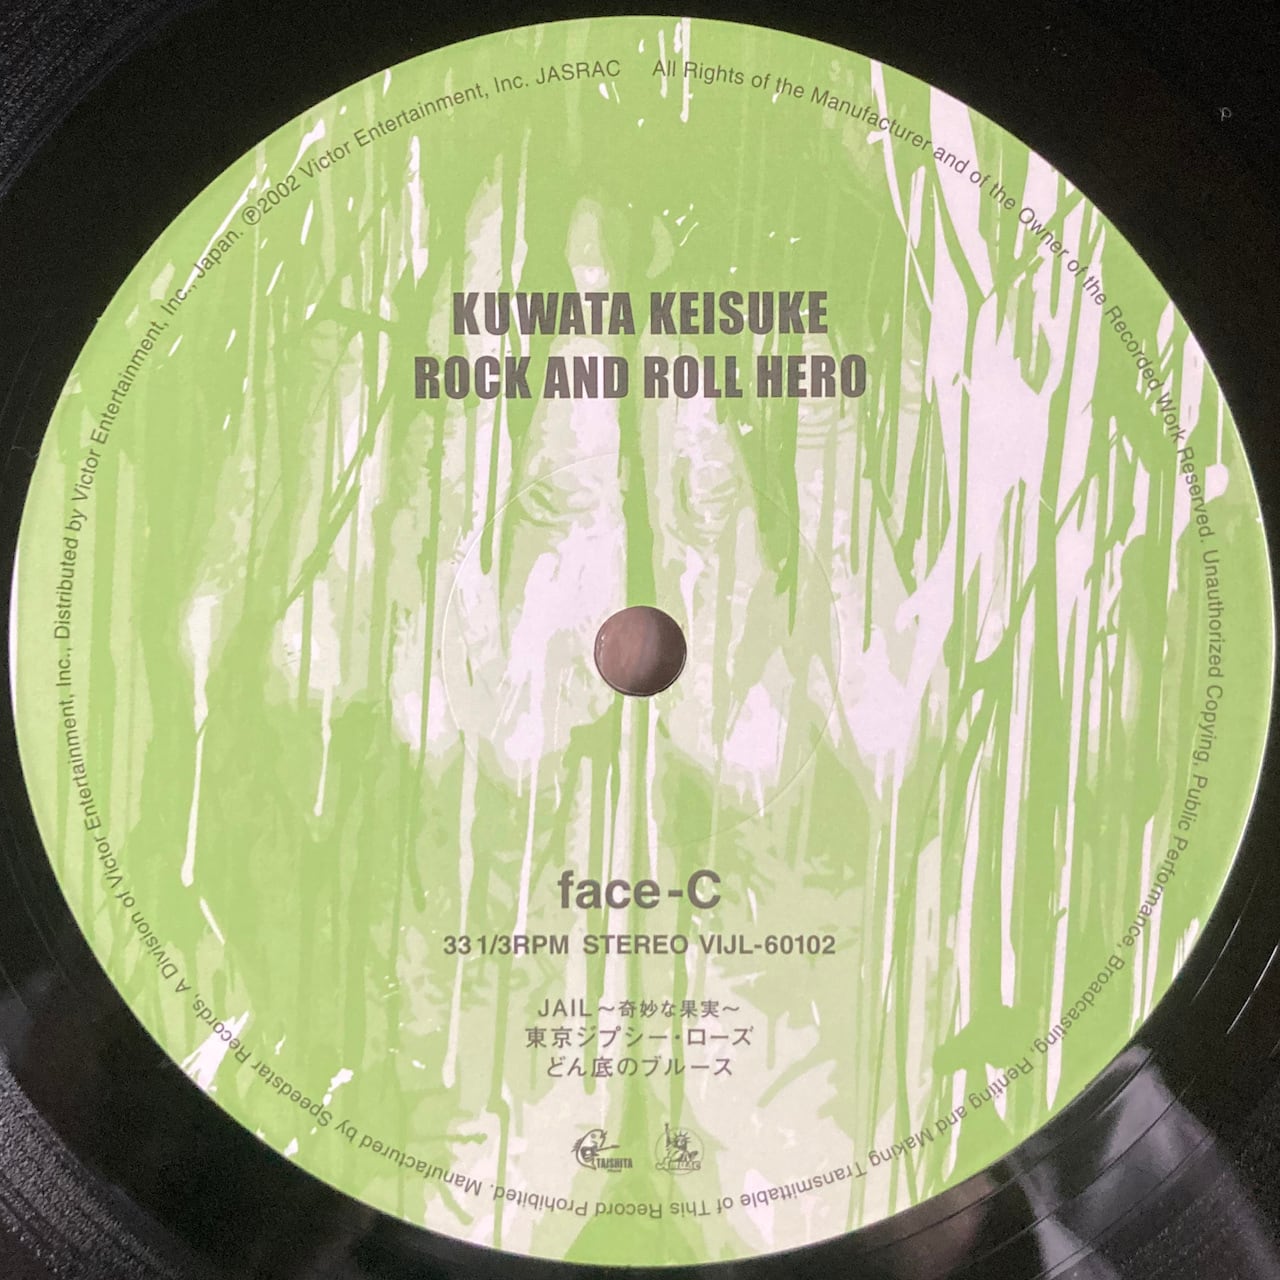 KUWATA KEISUKE
ROCK AND ROLL HERO
face-C
33 1/3RPM STEREO VIJL-60102
JAIL～奇妙な果実～
東京ジプシー・ローズ
どん底のブルース
TAISHITA
Amuse
All Rights of the Manufacturer and of the Owner of the Recorded Work Reserved. Unauthorized Copying, Public Performance, Broadcasting, Renting and Making Transmittable of This Record Prohibited. Manufactured by Speedstar Records, A Division of Victor Entertainment, Inc., Distributed by Victor Entertainment, Inc., Japan. ℗2002 Victor Entertainment, Inc. JASRAC